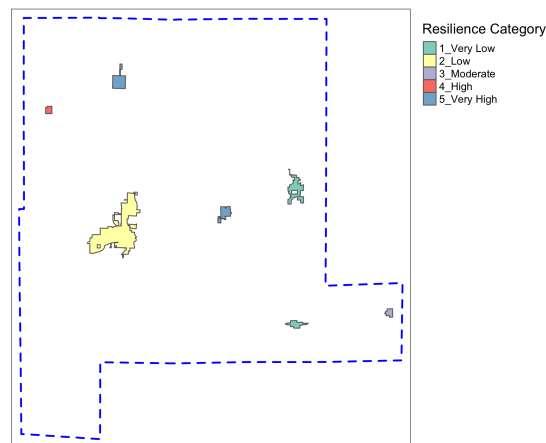 Resilience Category
1_Very Low
2_Low
3_Moderate
4_High
5_Very High